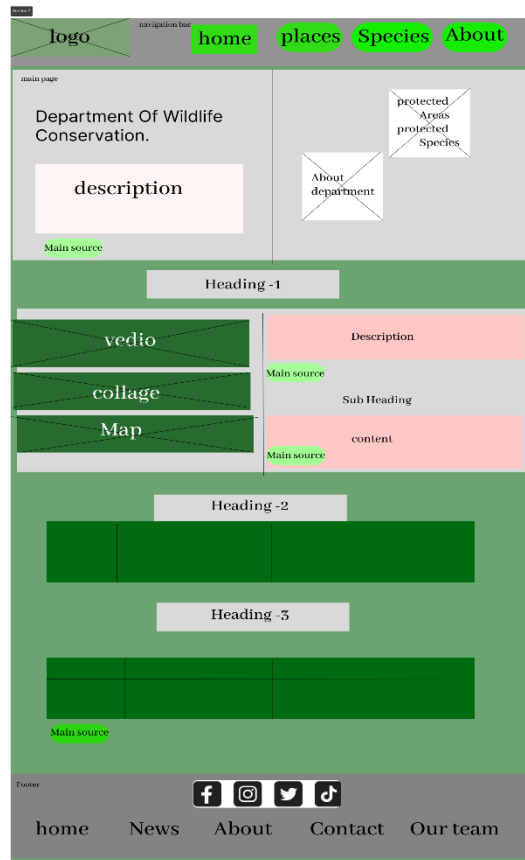 Section 2
logo
navigation bar
home
places
Species
About
main page
Department Of Wildlife
Conservation.
description
Main source
protected
Areas
protected
Species
About
department
Heading -1
vedio
collage
Map
Description
Main source
Sub Heading
content
Main source
Heading -2
Heading -3
Main source
Footer
home
News
About
Contact
Our team